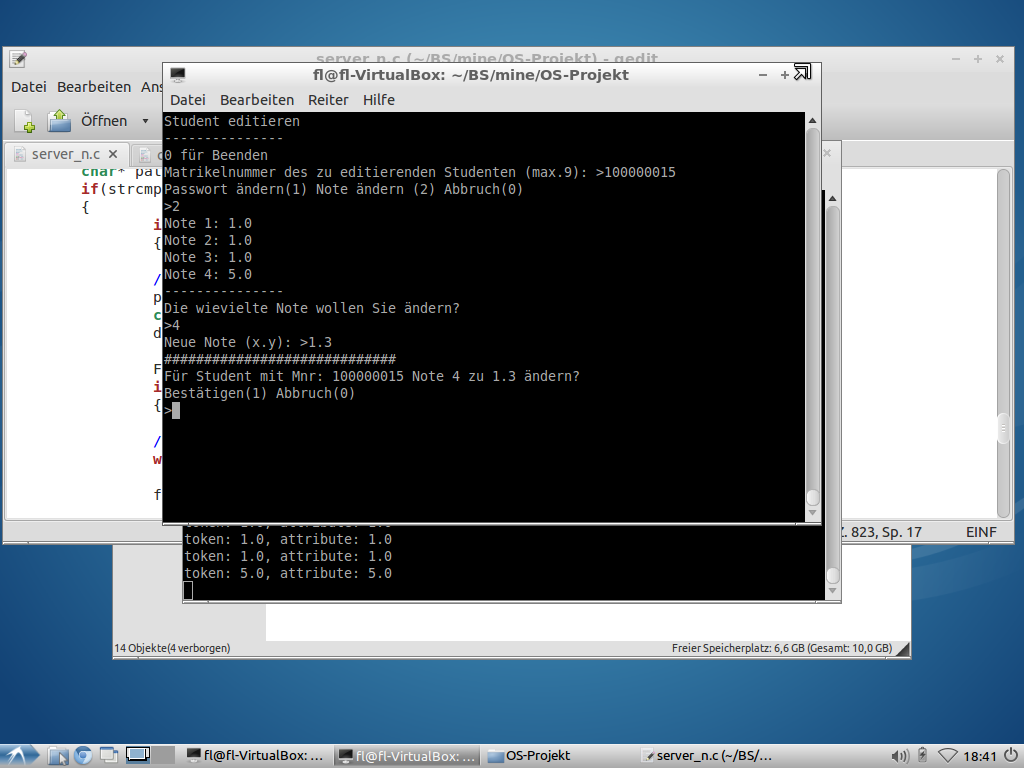 server_n.c (~/BS/mine/OS-Projekt) - gedit
fl@fl-VirtualBox: ~/BS/mine/OS-Projekt
Datei Bearbeiten Ans
Datei Bearbeiten Reiter Hilfe
Öffnen
server_n.c
Student editieren
---------------
0 für Beenden
Matrikelnummer des zu editierenden Studenten (max.9): >100000015
Passwort ändern(1) Note ändern (2) Abbruch(0)
>2
Note 1: 1.0
Note 2: 1.0
Note 3: 1.0
Note 4: 5.0
---------------
Die wievielte Note wollen Sie ändern?
>4
Neue Note (x.y): >1.3
#############################
Für Student mit Mnr: 100000015 Note 4 zu 1.3 ändern?
Bestätigen(1) Abbruch(0)
>
char* pat
if(strcmp
{
i
{
/
p
c
d
F
i
{
/
w
f
Z. 823, Sp. 17 EINF
token: 1.0, attribute: 1.0
token: 1.0, attribute: 1.0
token: 5.0, attribute: 5.0
14 Objekte(4 verborgen)
Freier Speicherplatz: 6,6 GB (Gesamt: 10,0 GB)
fl@fl-VirtualBox: ...
fl@fl-VirtualBox: ...
OS-Projekt
server_n.c (~/BS/...
18:41